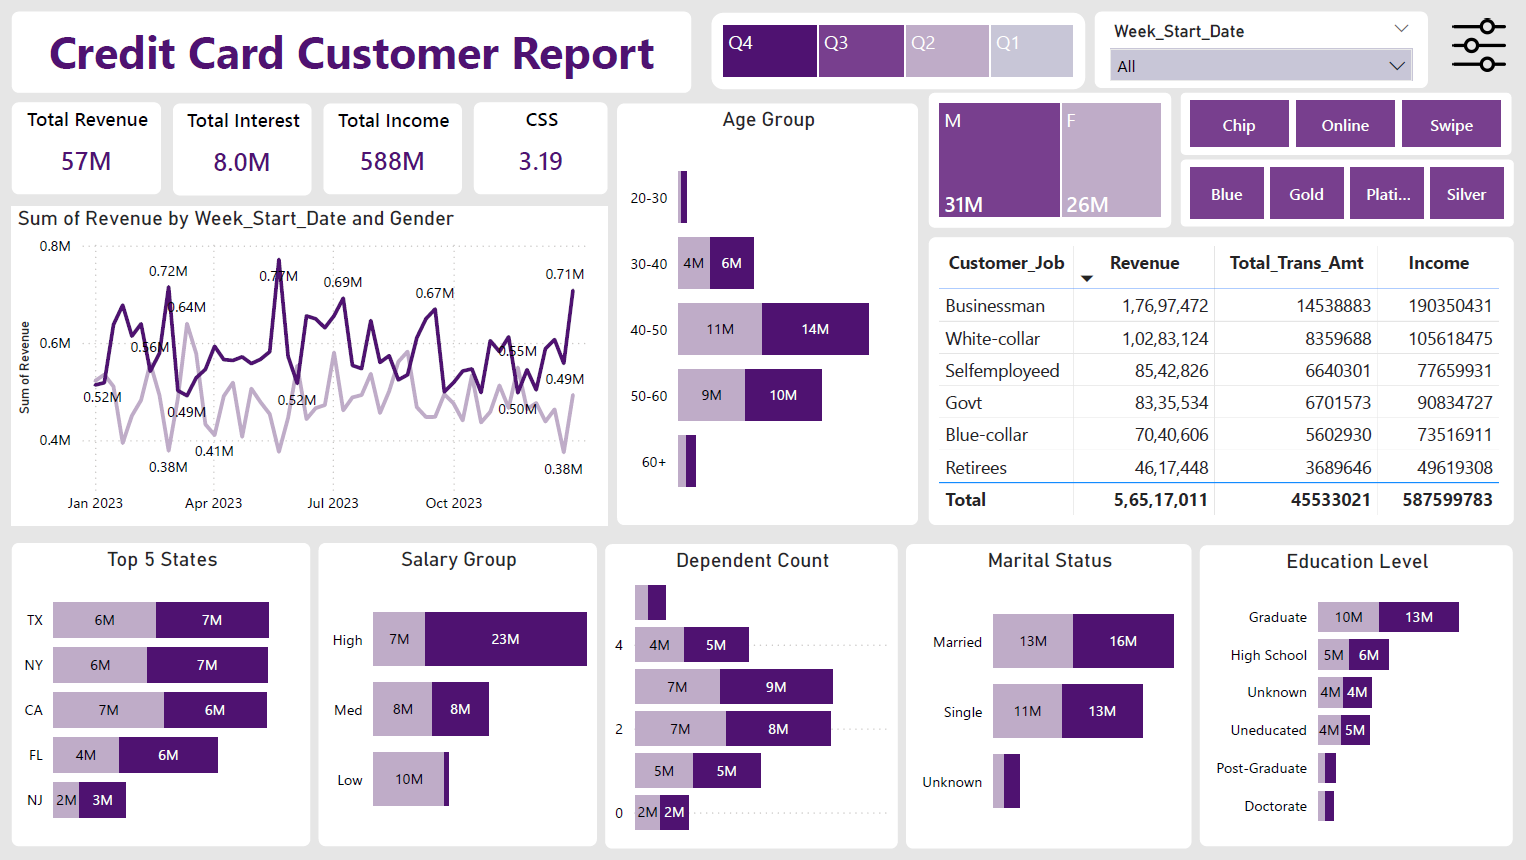 Credit Card Customer Report
Q4 Q3 Q2 Q1
Week_Start_Date
All
Total Revenue
57M
Total Interest
8.0M
Total Income
588M
CSS
3.19
Sum of Revenue by Week_Start_Date and Gender
Sum of Revenue
0.8M
0.6M
0.4M
0.52M
0.56M
0.72M
0.64M
0.49M
0.38M
0.41M
0.77M
0.52M
0.69M
0.67M
0.55M
0.50M
0.71M
0.49M
0.38M
Jan 2023 Apr 2023 Jul 2023 Oct 2023
Age Group
20-30
30-40 4M 6M
40-50 11M 14M
50-60 9M 10M
60+
M
31M
F
26M
Chip Online Swipe
Blue Gold Plati... Silver
Customer_Job Revenue Total_Trans_Amt Income
Businessman 1,76,97,472 14538883 190350431
White-collar 1,02,83,124 8359688 105618475
Selfemployeed 85,42,826 6640301 77659931
Govt 83,35,534 6701573 90834727
Blue-collar 70,40,606 5602930 73516911
Retirees 46,17,448 3689646 49619308
Total 5,65,17,011 45533021 587599783
Top 5 States
TX 6M 7M
NY 6M 7M
CA 7M 6M
FL 4M 6M
NJ 2M 3M
Salary Group
High 7M 23M
Med 8M 8M
Low 10M
Dependent Count
4 4M 5M
7M 9M
2 7M 8M
5M 5M
0 2M 2M
Marital Status
Married 13M 16M
Single 11M 13M
Unknown
Education Level
Graduate 10M 13M
High School 5M 6M
Unknown 4M 4M
Uneducated 4M 5M
Post-Graduate
Doctorate